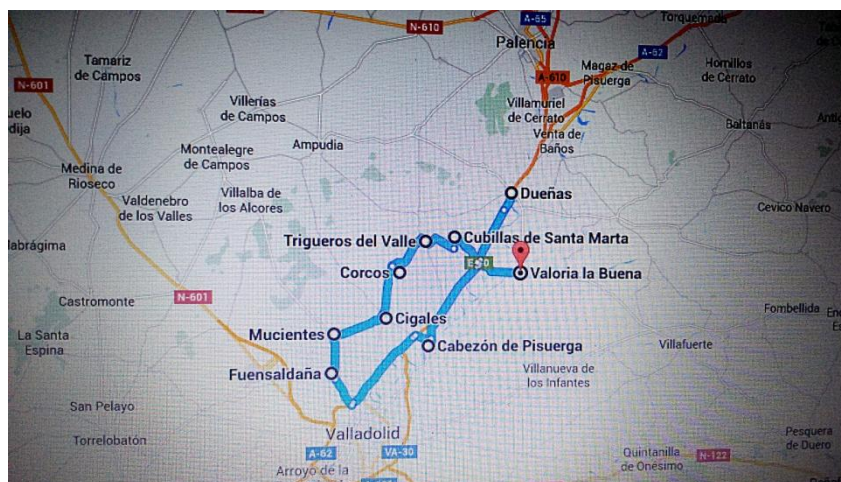 A-65
Torquemada
N-610
Palencia
A-62
Tamariz
de Campos
Magaz de
Pisuerga
Hornillos
de Cerrato
A-610
N-601
Villerías
de Campos
Villamuriel
de Cerrato
Baltanás
Venta de
Baños
Ampudia
Montealegre
de Campos
Medina de
Rioseco
Villalba de
los Alcores
Valdenebro
de los Valles
Dueñas
Cevico Navero
Trigueros del Valle
Cubillas de Santa Marta
E-80
Corcos
Valoria la Buena
Castromonte
N-601
Fombellida
Cigales
Mucientes
La Santa
Espina
Cabezón de Pisuerga
Villafuerte
Fuensaldaña
Villanueva de
los Infantes
San Pelayo
Valladolid
Torrelobatón
Pesquera
de Duero
A-62
VA-30
Quintanilla
de Onésimo
N-122
Arroyo de la